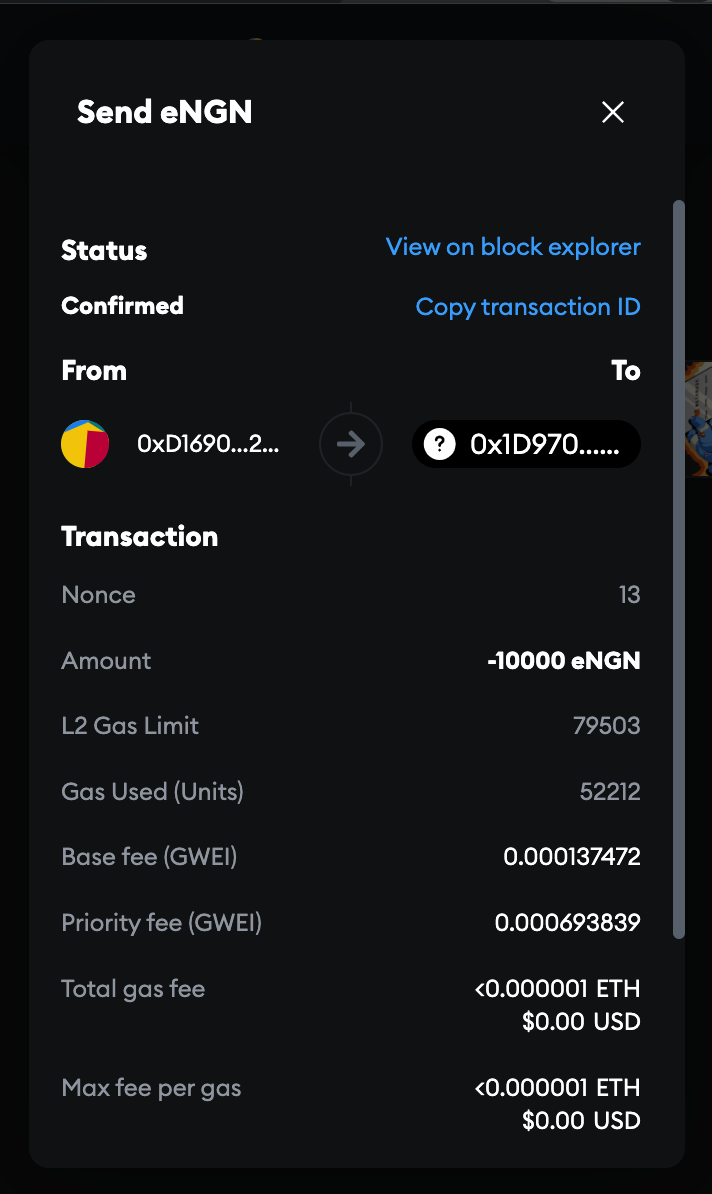 Send eNGN
Status
View on block explorer
Confirmed
Copy transaction ID
From
To
0xD1690...2...
? 0x1D970......
Transaction
Nonce
13
Amount
-10000 eNGN
L2 Gas Limit
79503
Gas Used (Units)
52212
Base fee (GWEI)
0.000137472
Priority fee (GWEI)
0.000693839
Total gas fee
<0.000001 ETH
$0.00 USD
Max fee per gas
<0.000001 ETH
$0.00 USD